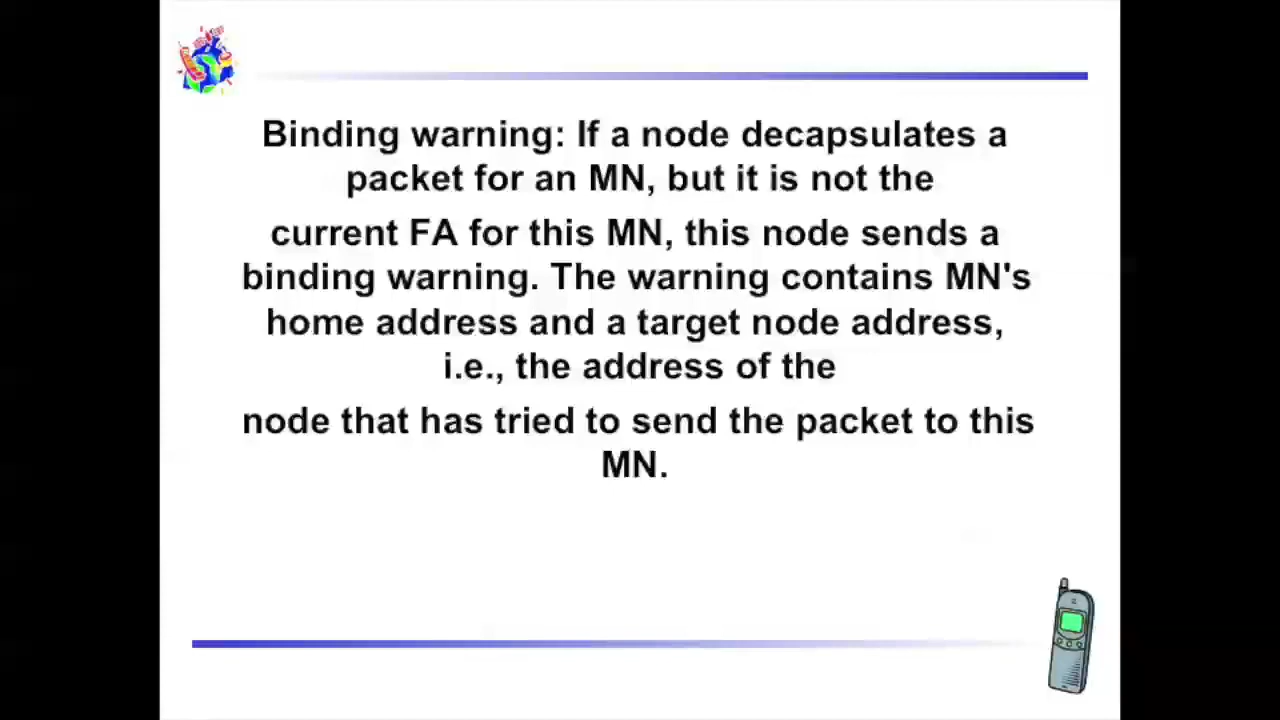 Binding warning: If a node decapsulates a
packet for an MN, but it is not the
current FA for this MN, this node sends a
binding warning. The warning contains MN's
home address and a target node address,
i.e., the address of the
node that has tried to send the packet to this
MN.